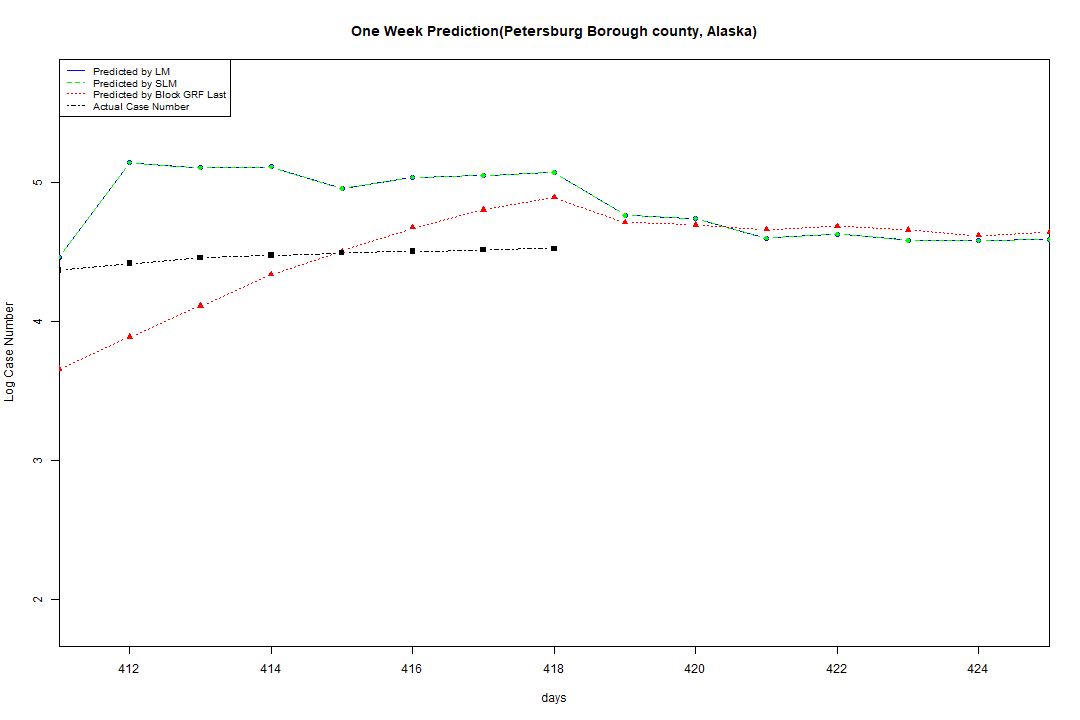 One Week Prediction(Petersburg Borough county, Alaska)
Predicted by LM
Predicted by SLM
Predicted by Block GRF Last
Actual Case Number
Log Case Number
5
4
3
2
412 414 416 418 420 422 424
days